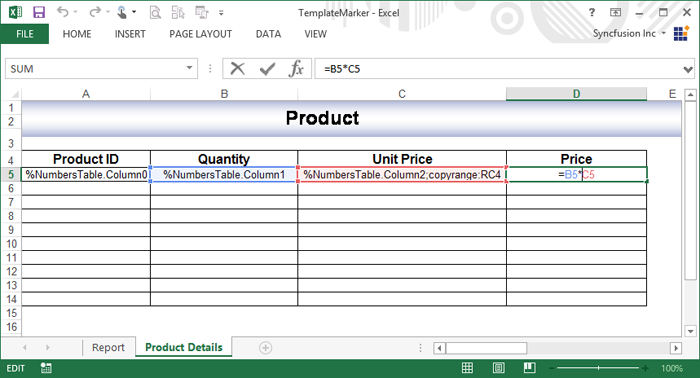 TemplateMarker - Excel
?
FILE HOME INSERT PAGE LAYOUT DATA VIEW Syncfusion Inc
SUM fx =B5*C5
A B C D E
1
2 Product
3
4 Product ID Quantity Unit Price Price
5 %NumbersTable.Column0 %NumbersTable.Column1 %NumbersTable.Column2;copyrange:RC4 =B5*C5
6
7
8
9
10
11
12
13
14
15
16
Report Product Details
EDIT 100%